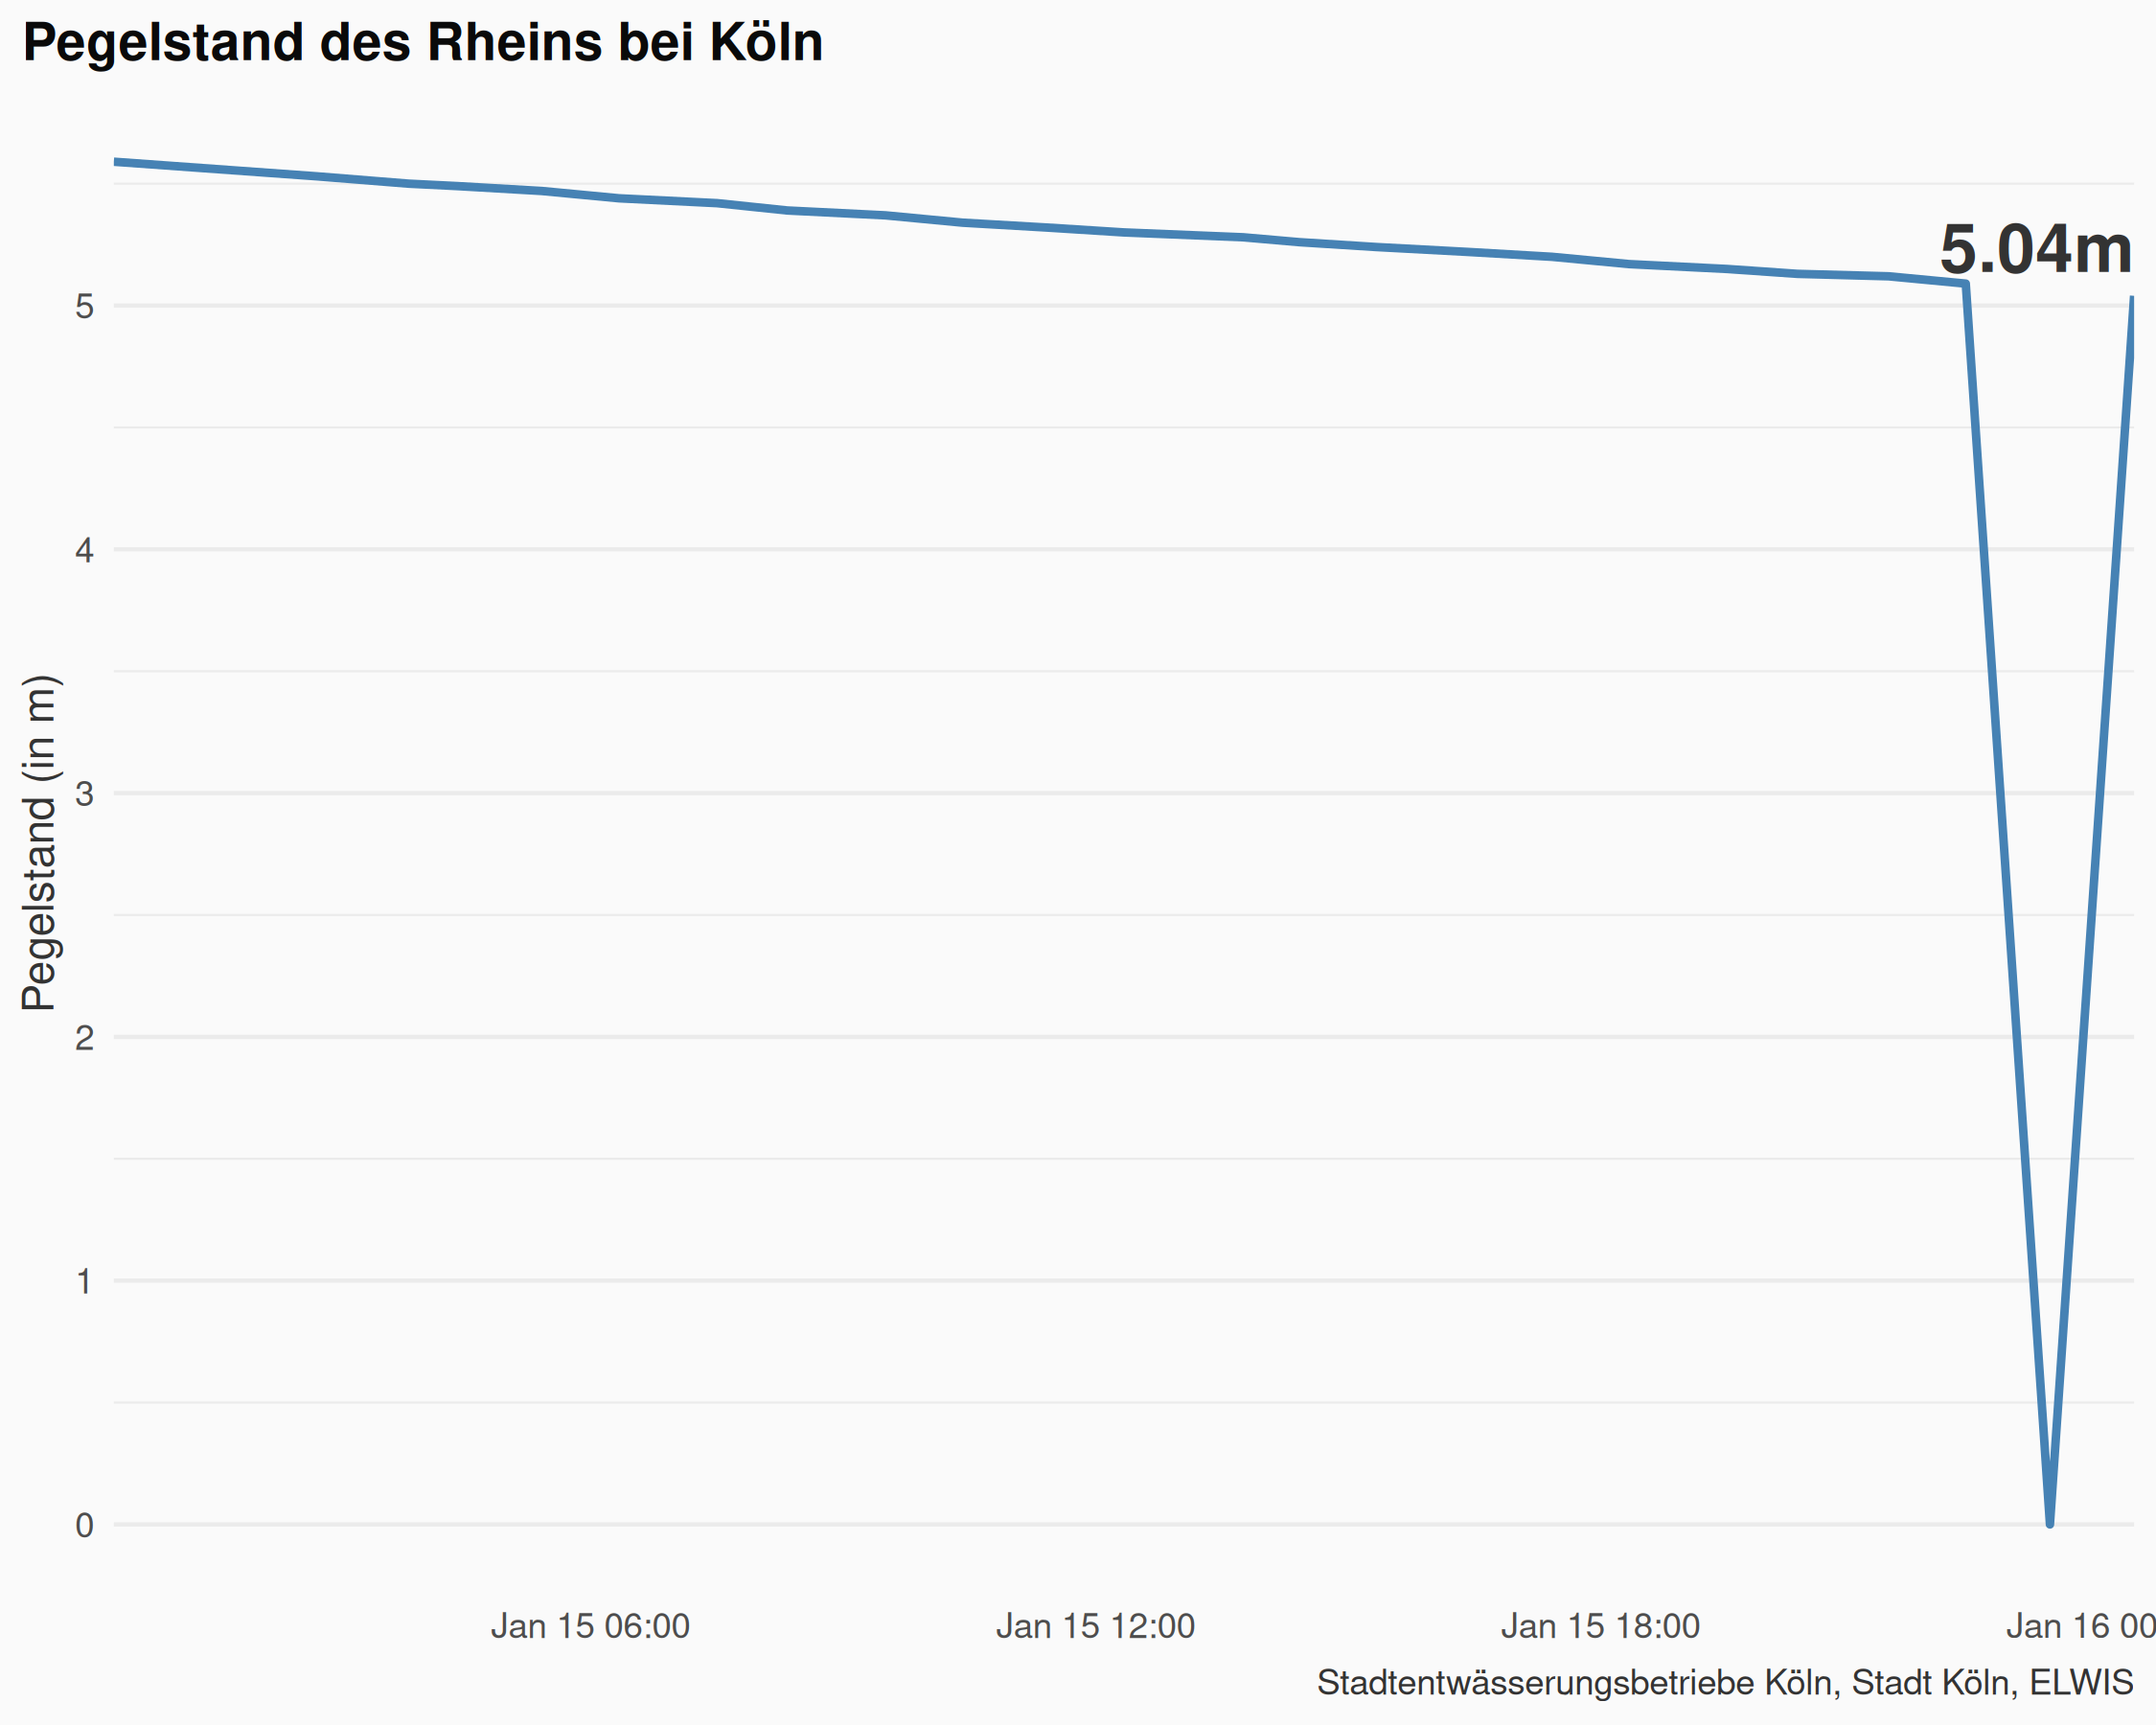 Pegelstand des Rheins bei Köln
5.04m
Pegelstand (in m)
5
4
3
2
1
0
Jan 15 06:00
Jan 15 12:00
Jan 15 18:00
Jan 16 00
Stadtentwässerungsbetriebe Köln, Stadt Köln, ELWIS